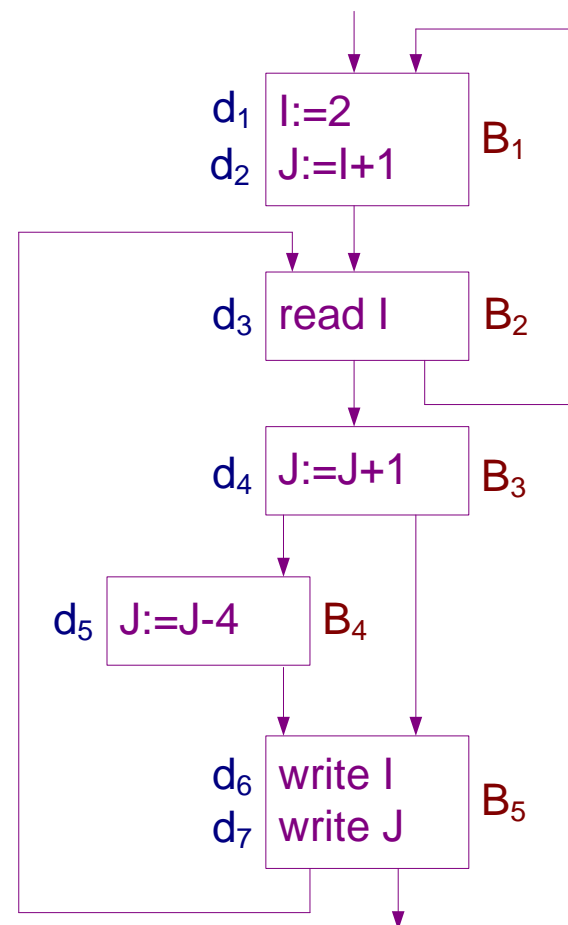 d₁ I:=2 B₁
d₂ J:=I+1
d₃ read I B₂
d₄ J:=J+1 B₃
d₅ J:=J-4 B₄
d₆ write I B₅
d₇ write J